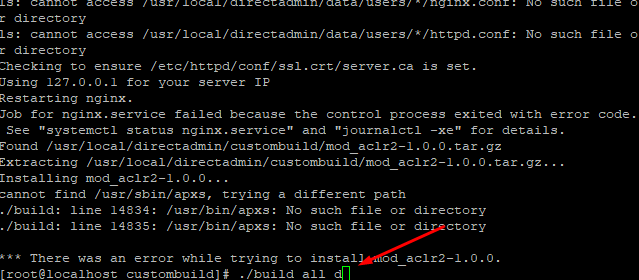 ls: cannot access /usr/local/directadmin/data/users/*/nginx.conf: No such file o
r directory
ls: cannot access /usr/local/directadmin/data/users/*/httpd.conf: No such file o
r directory
Checking to ensure /etc/httpd/conf/ssl.crt/server.ca is set.
Using 127.0.0.1 for your server IP
Restarting nginx.
Job for nginx.service failed because the control process exited with error code.
 See "systemctl status nginx.service" and "journalctl -xe" for details.
Found /usr/local/directadmin/custombuild/mod_aclr2-1.0.0.tar.gz
Extracting /usr/local/directadmin/custombuild/mod_aclr2-1.0.0.tar.gz...
Installing mod_aclr2-1.0.0...
cannot find /usr/sbin/apxs, trying a different path
./build: line 14834: /usr/bin/apxs: No such file or directory
./build: line 14835: /usr/bin/apxs: No such file or directory
*** There was an error while trying to install mod_aclr2-1.0.0.
[root@localhost custombuild]# ./build all d